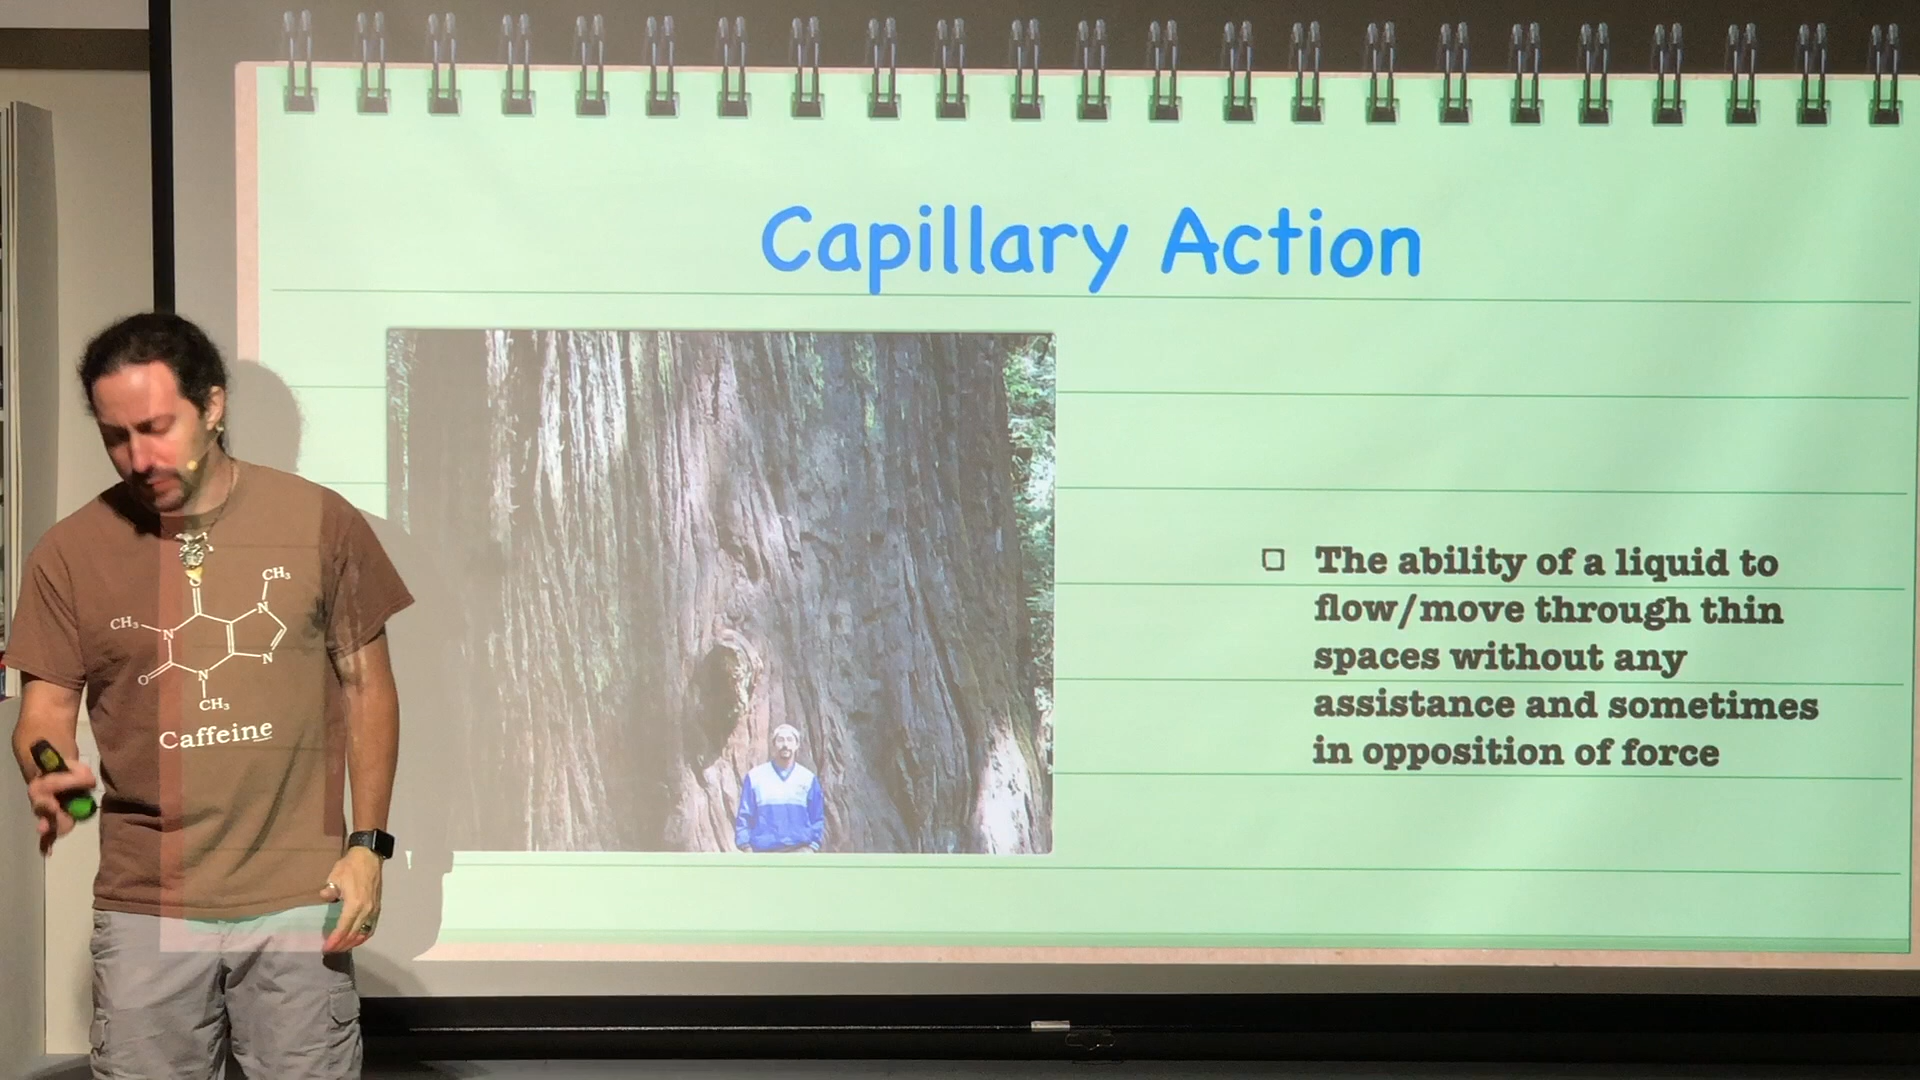 Capillary Action
The ability of a liquid to
flow/move through thin
spaces without any
assistance and sometimes
in opposition of force
CH₃
O
N
CH₃
N
N
O
N
CH₃
Caffeine